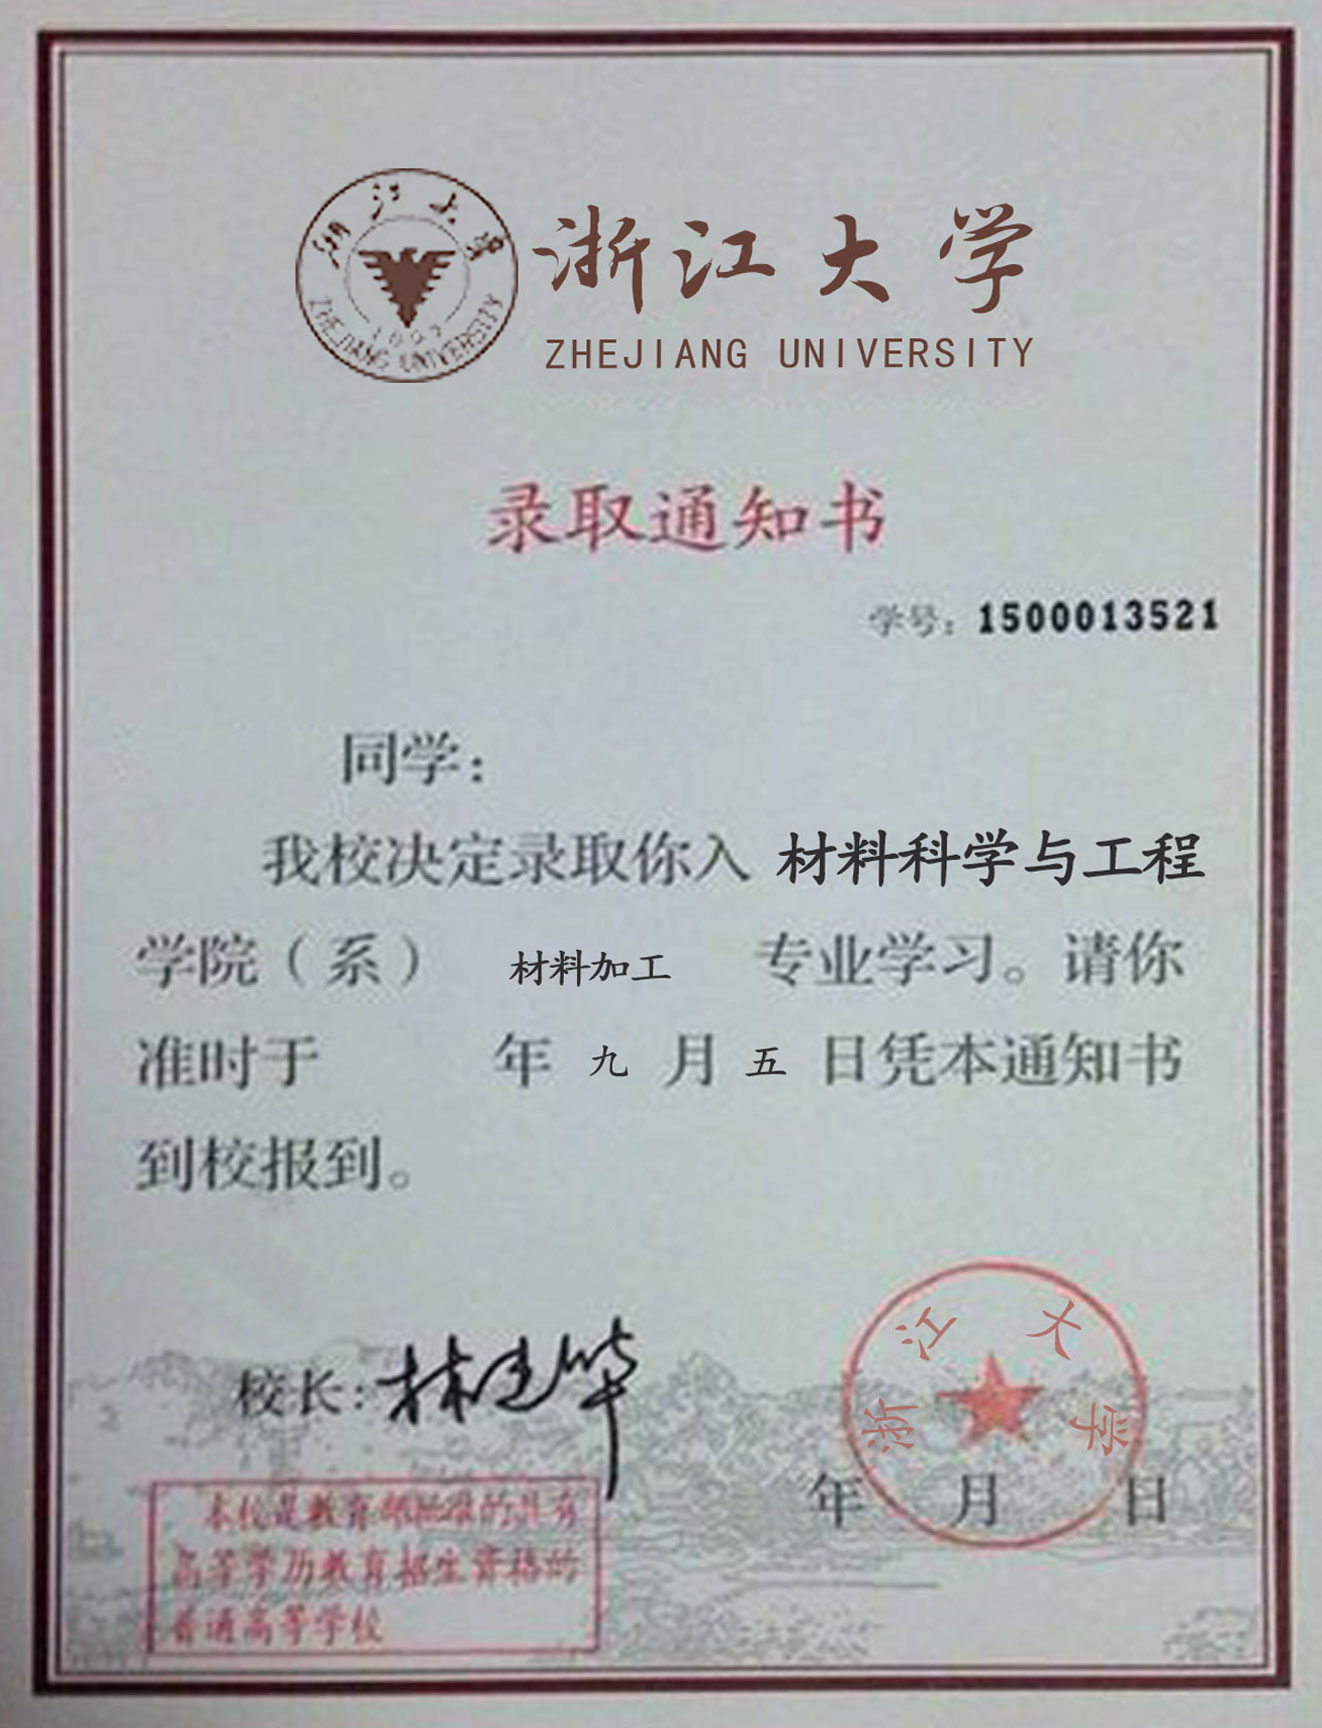 浙江大学
ZHEJIANG UNIVERSITY
浙江大学
ZHEJIANG UNIVERSITY
录取通知书
学号：1500013521
同学：
我校决定录取你入 材料科学与工程
学院（系） 材料加工 专业学习。请你
准时于 年 九 月 五 日凭本通知书
到校报到。
校长：林建华
浙江大学
年 月 日
本校是教育部批准的具有
高等学历教育招生资格的
普通高等学校